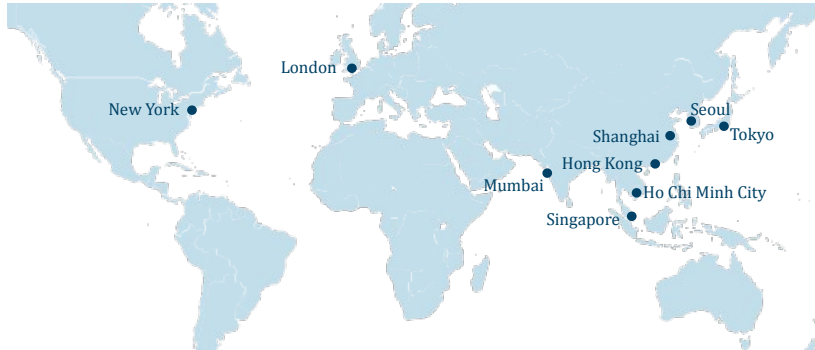 London
New York
Seoul
Shanghai
Tokyo
Hong Kong
Mumbai
Ho Chi Minh City
Singapore